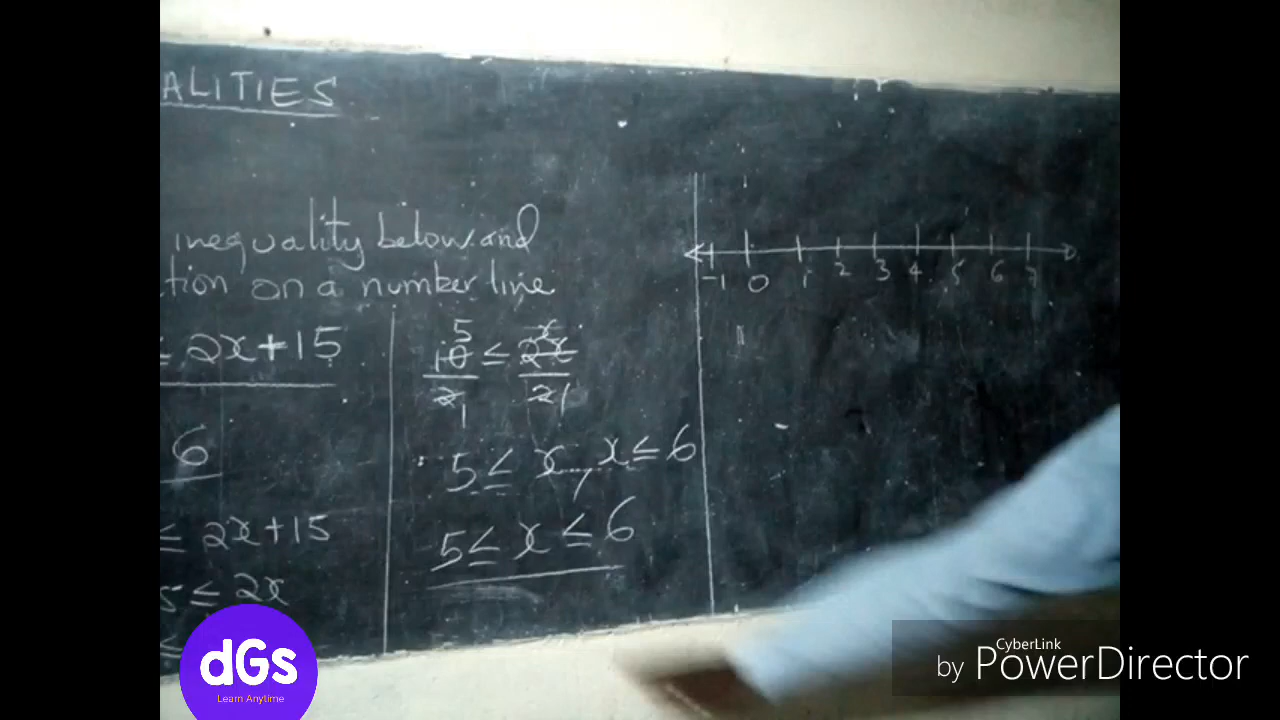 ALITIES
inequality below and
tion on a number line
≤ 2x+15
6
≤ 2x+15
5 ≤ 2x
≤
5 x
10 ≤ 2x
2 2
1 1
5 ≤ x, x ≤ 6
5 ≤ x ≤ 6
-1 0 1 2 3 4 5 6 7
dGs
Learn Anytime
CyberLink
by PowerDirector